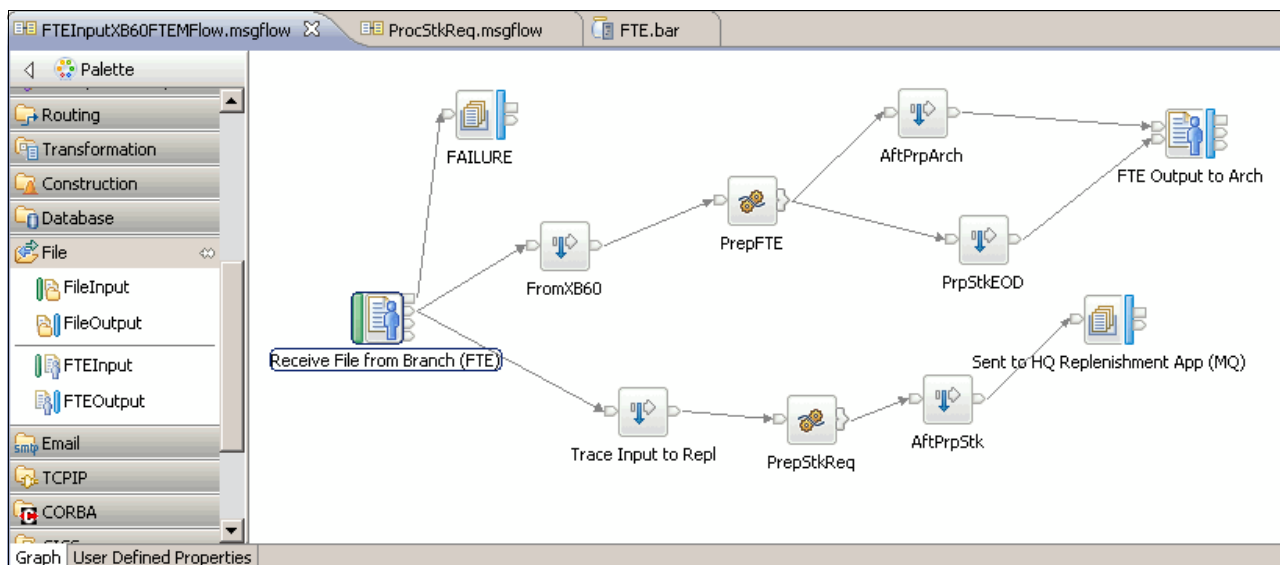 FTEInputXB60FTEMFlow.msgflow
ProcStkReq.msgflow
FTE.bar
Palette
Routing
Transformation
Construction
Database
File
FileInput
FileOutput
FTEInput
FTEOutput
Email
TCPIP
CORBA
Graph
User Defined Properties
FAILURE
AftPrpArch
FTE Output to Arch
PrepFTE
FromXB60
PrpStkEOD
Receive File from Branch (FTE)
Sent to HQ Replenishment App (MQ)
Trace Input to Repl
PrepStkReq
AftPrpStk